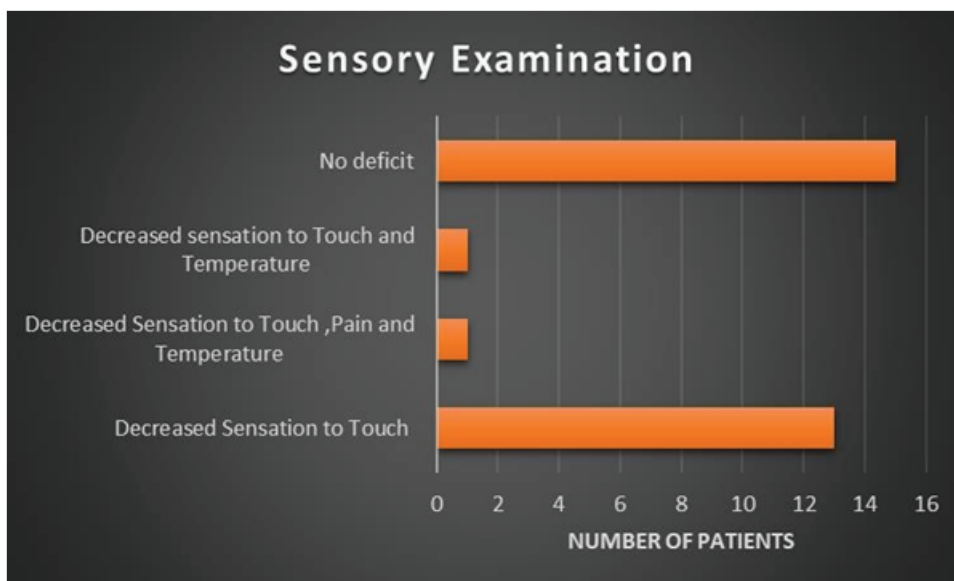 Sensory Examination
No deficit
Decreased sensation to Touch and
Temperature
Decreased Sensation to Touch ,Pain and
Temperature
Decreased Sensation to Touch
0 2 4 6 8 10 12 14 16
NUMBER OF PATIENTS